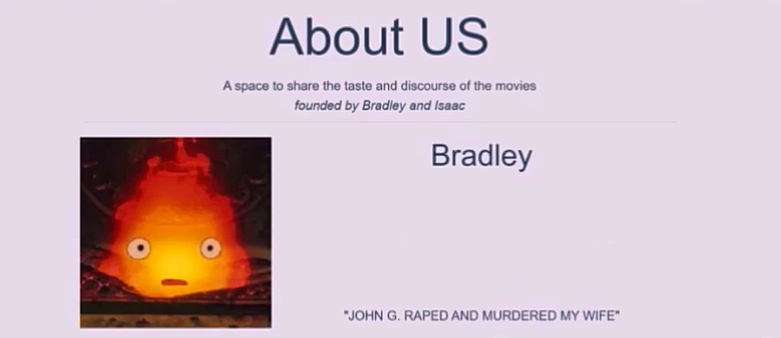 About US
A space to share the taste and discourse of the movies
founded by Bradley and Isaac
Bradley
"JOHN G. RAPED AND MURDERED MY WIFE"